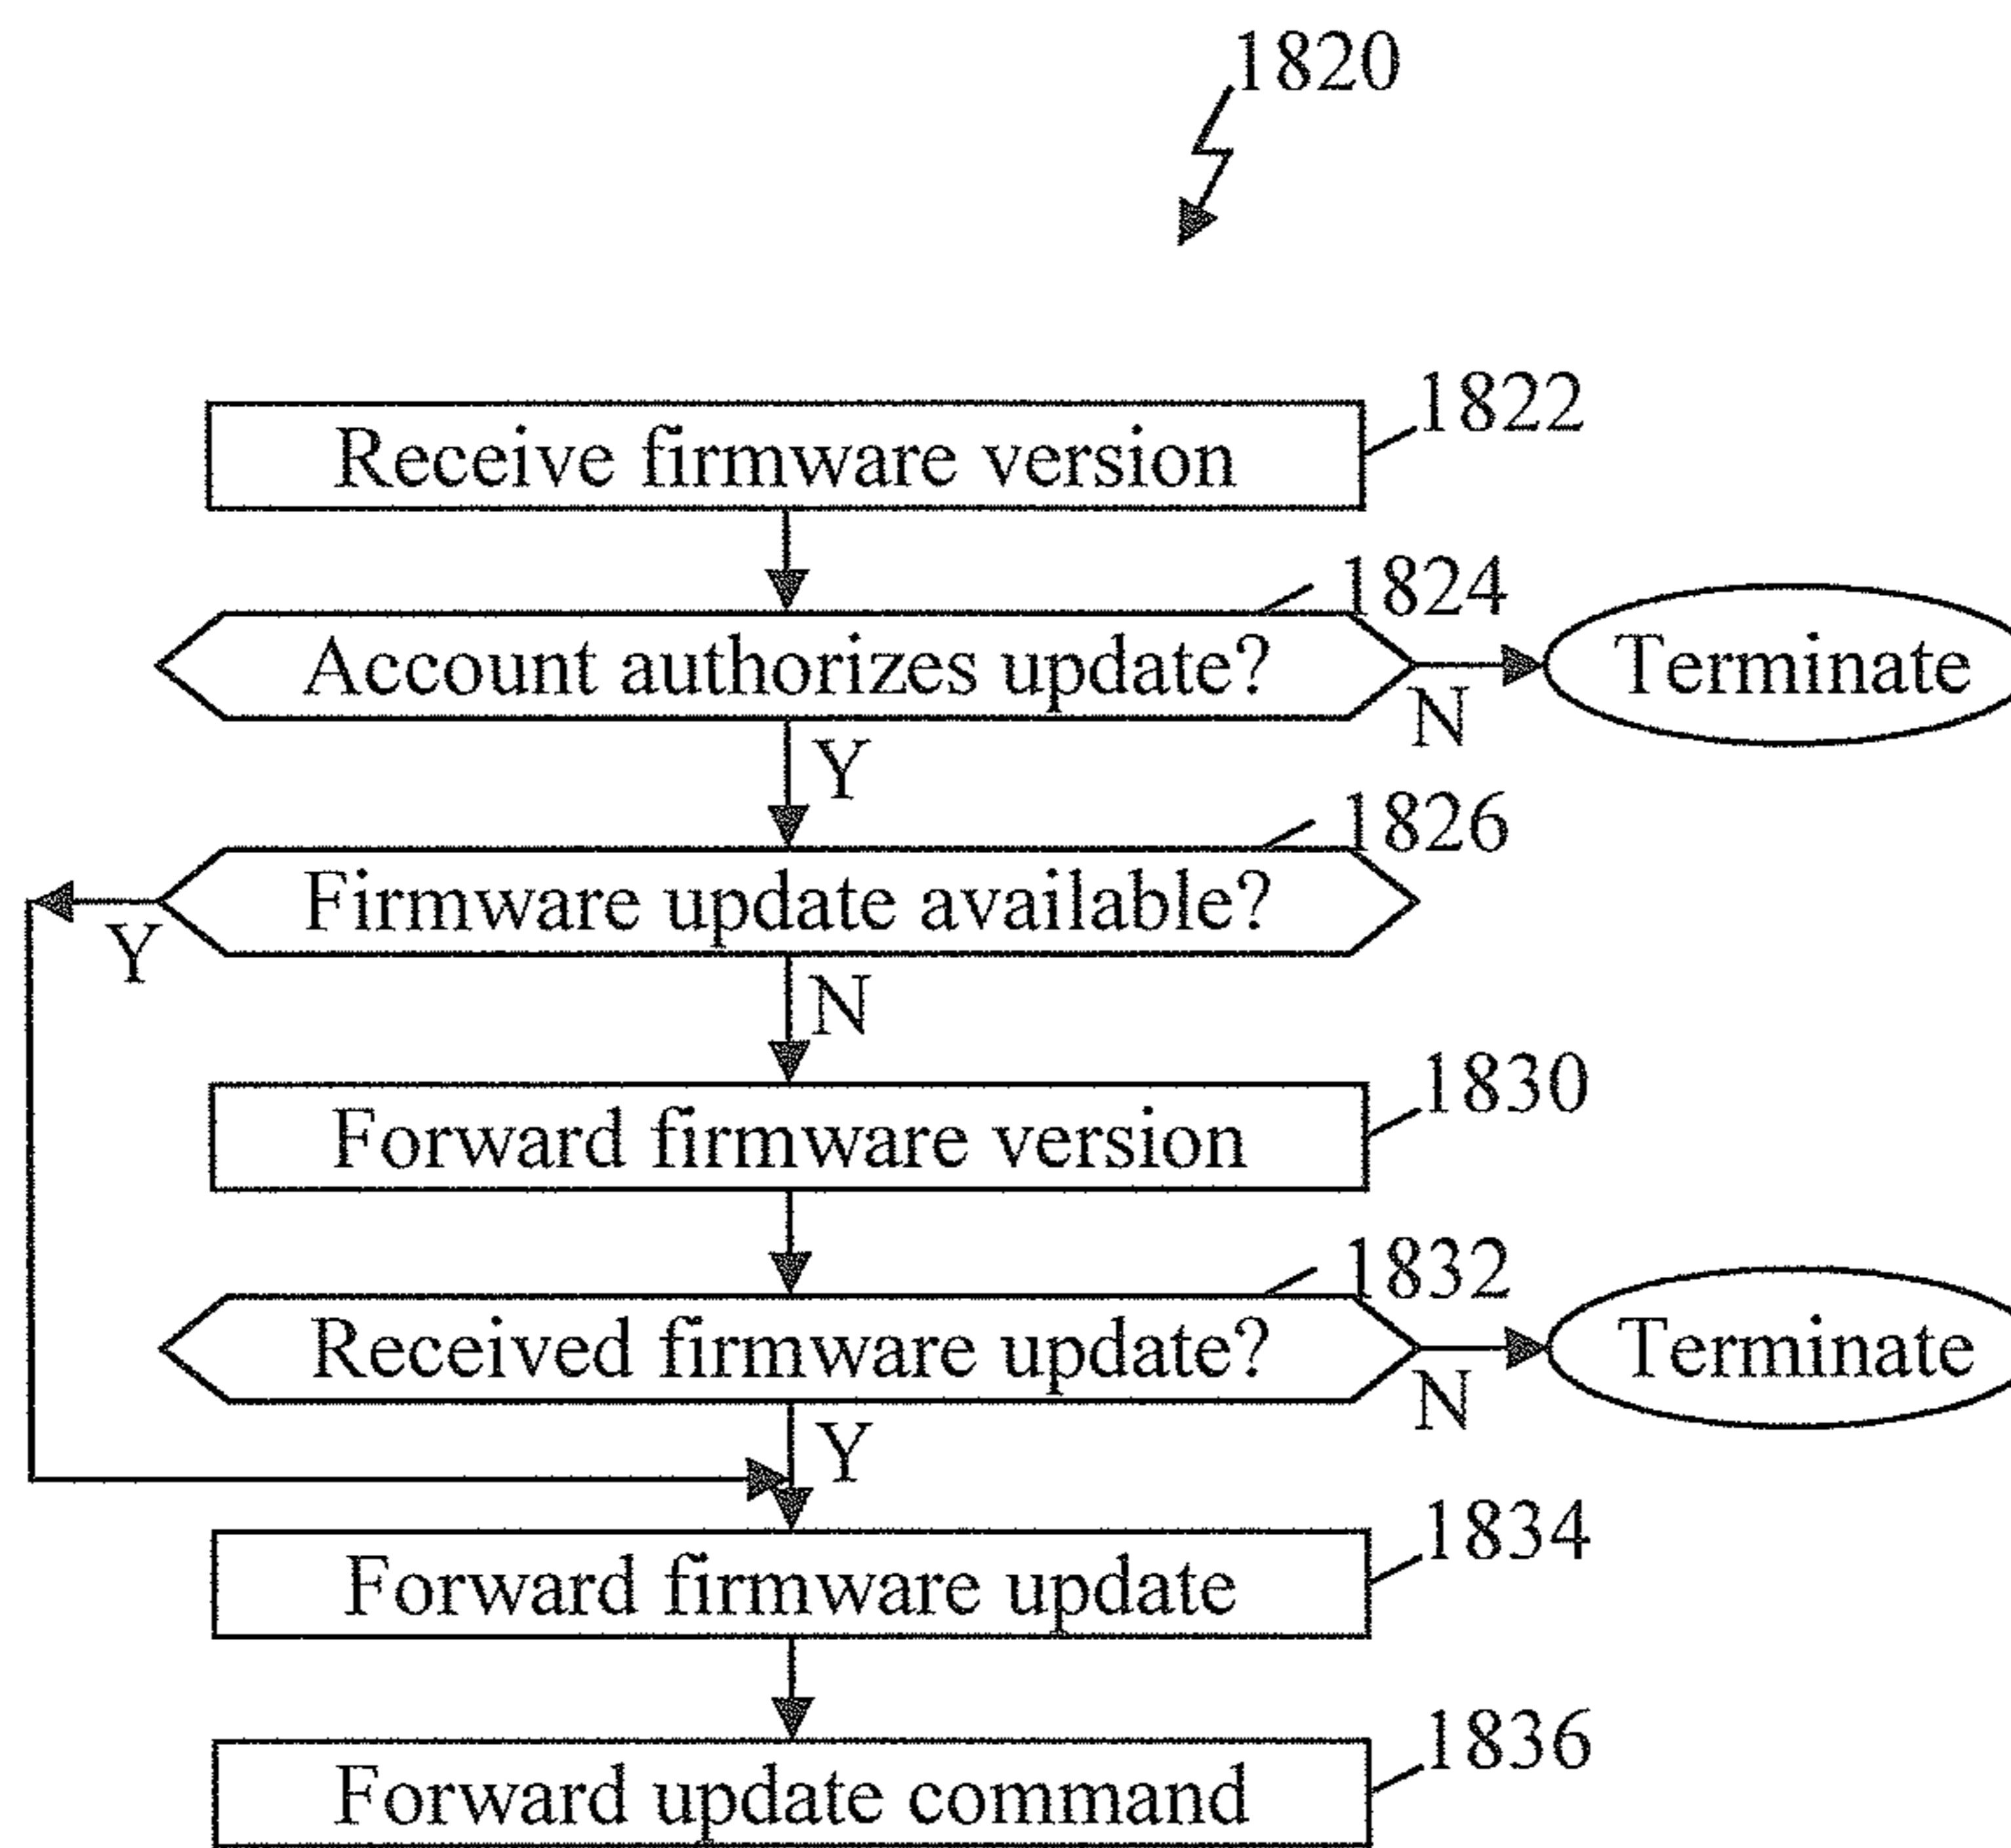 1820
1822
Receive firmware version
1824
Account authorizes update?
Terminate
N
Y
1826
Firmware update available?
Y
N
1830
Forward firmware version
1832
Received firmware update?
Terminate
N
Y
1834
Forward firmware update
1836
Forward update command